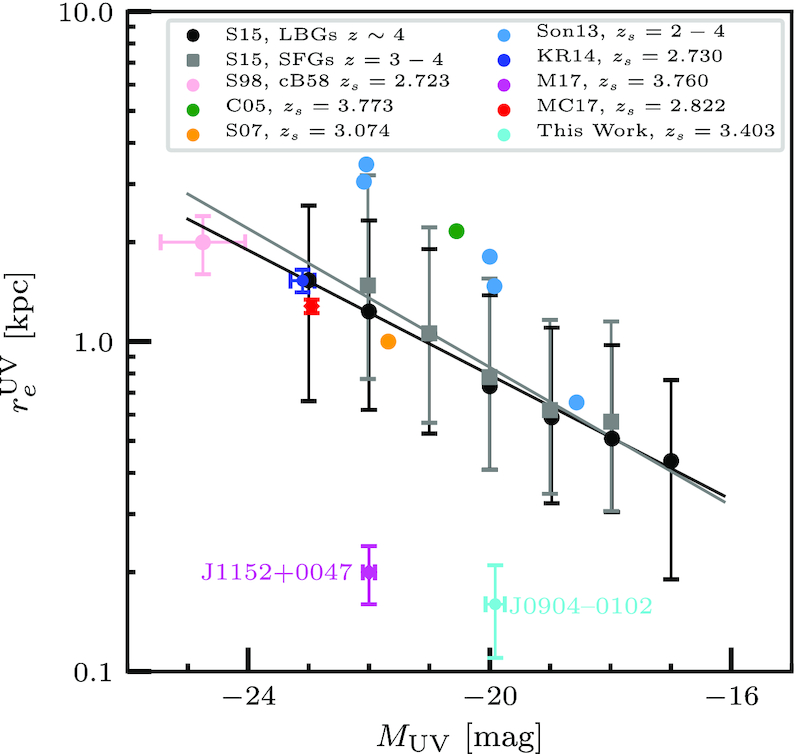 10.0
S15, LBGs z ∼ 4
S15, SFGs z = 3 − 4
S98, cB58 z_s = 2.723
C05, z_s = 3.773
S07, z_s = 3.074
Son13, z_s = 2 − 4
KR14, z_s = 2.730
M17, z_s = 3.760
MC17, z_s = 2.822
This Work, z_s = 3.403
r_e^UV [kpc]
1.0
J1152+0047
J0904–0102
0.1
−24
−20
−16
M_UV [mag]